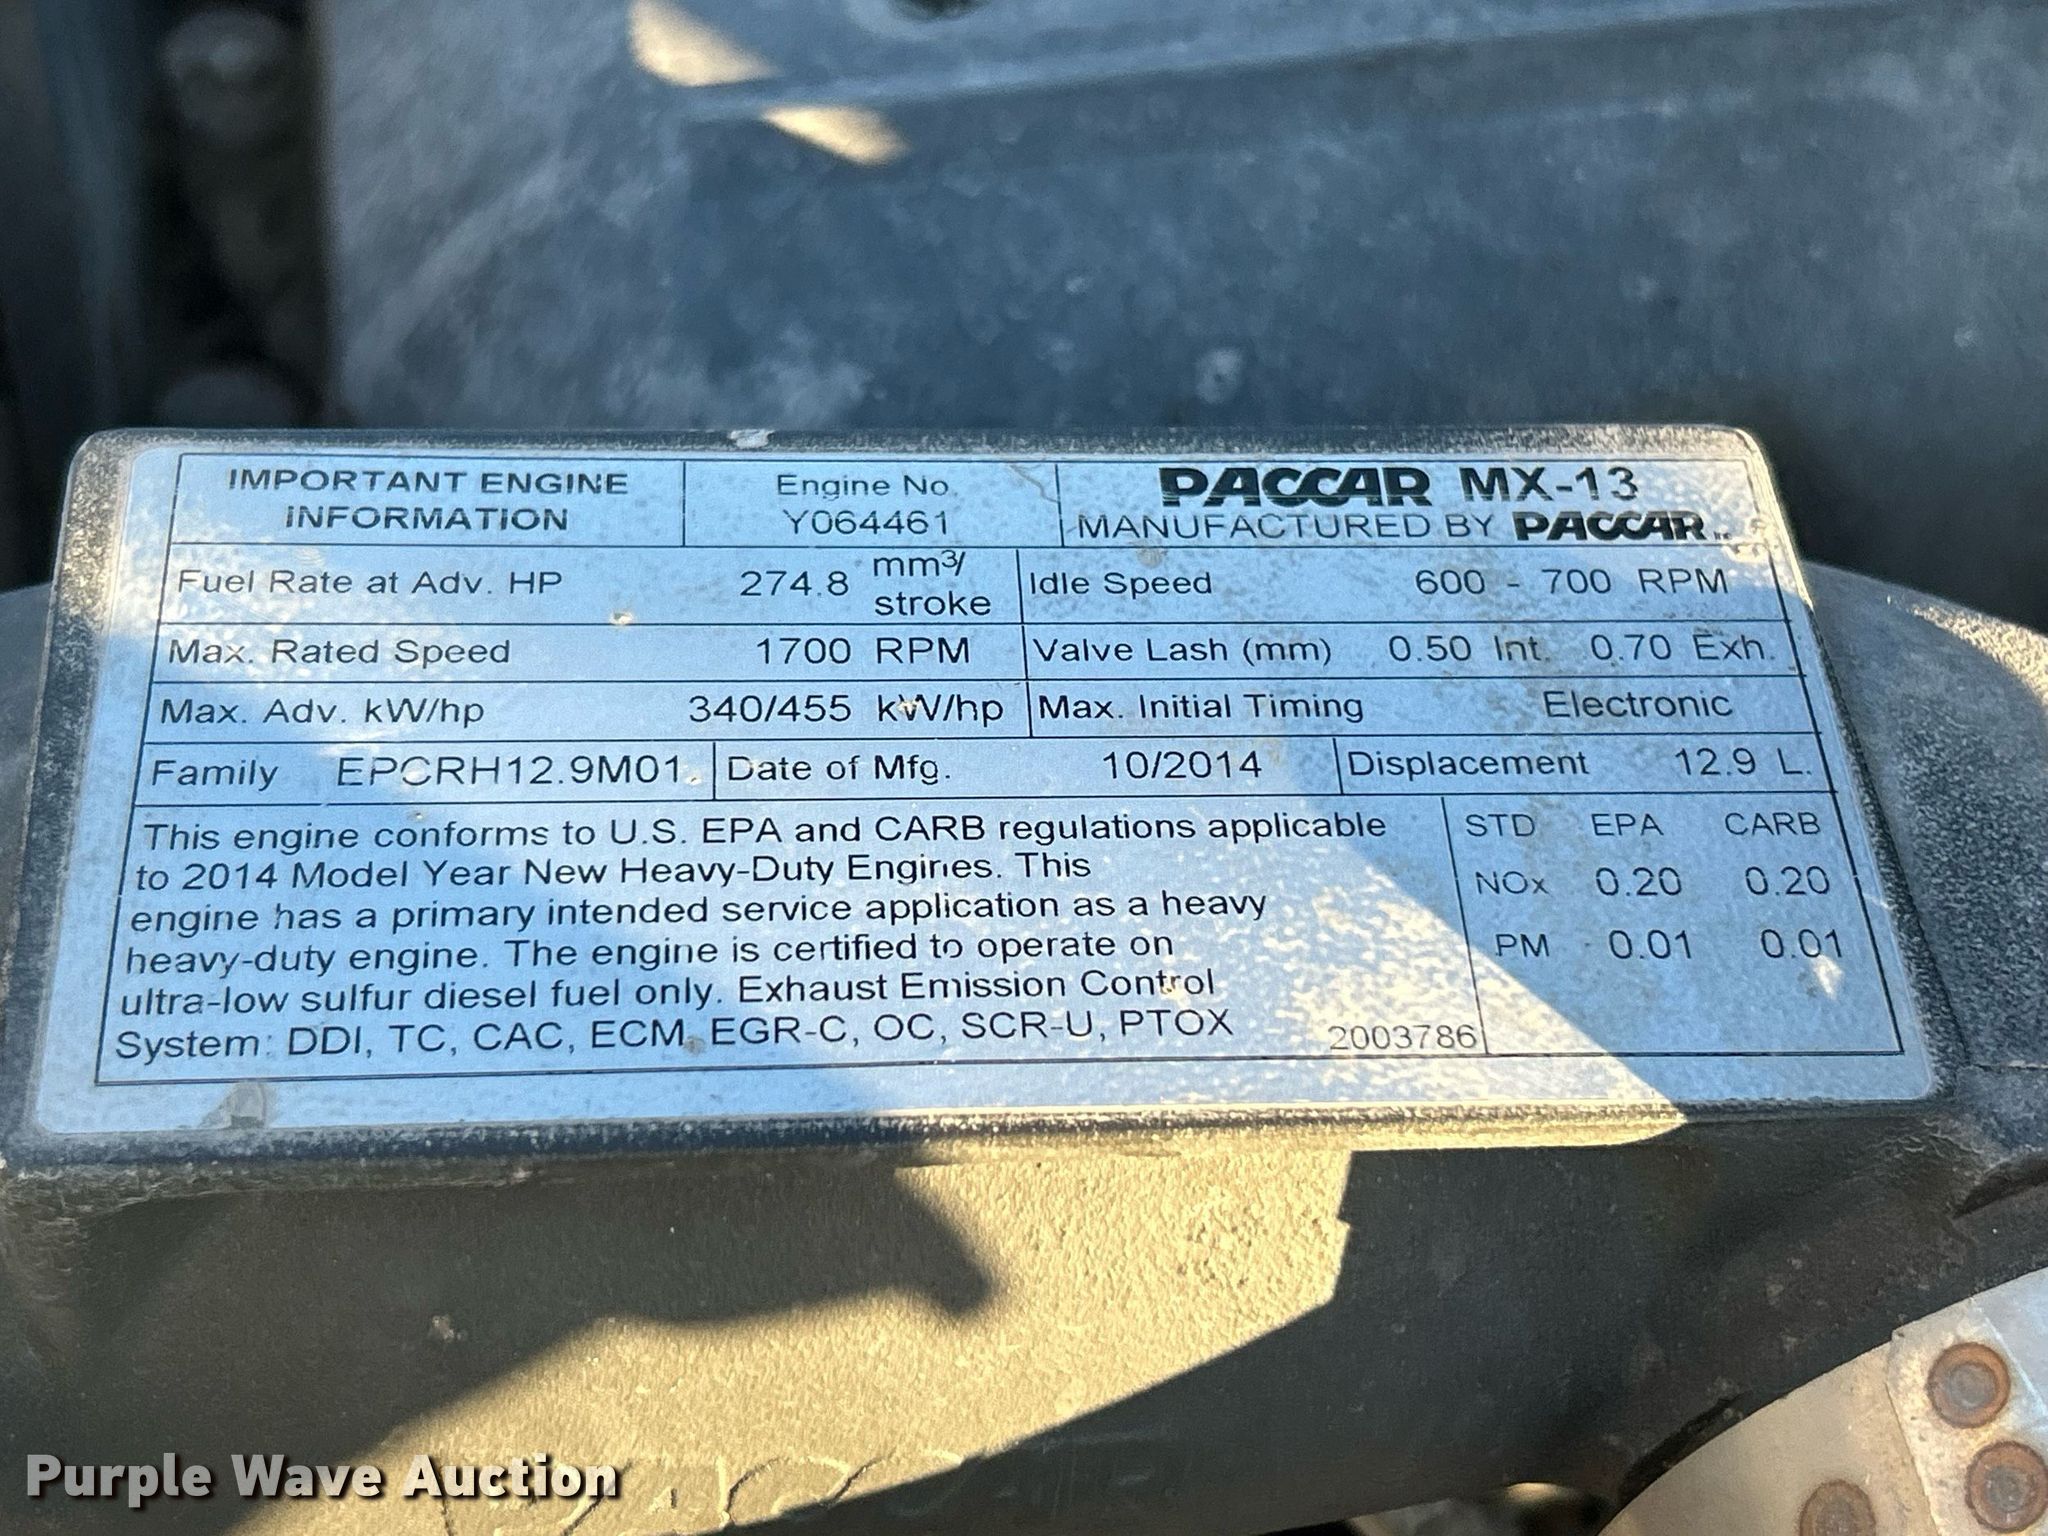 IMPORTANT ENGINE
INFORMATION
Engine No.
Y064461
PACCAR MX-13
MANUFACTURED BY PACCAR
Fuel Rate at Adv. HP 274.8 mm³/
stroke
Idle Speed 600 - 700 RPM
Max. Rated Speed 1700 RPM
Valve Lash (mm) 0.50 Int. 0.70 Exh.
Max. Adv. kW/hp 340/455 kW/hp
Max. Initial Timing Electronic
Family EPCRH12.9M01
Date of Mfg. 10/2014
Displacement 12.9 L.
This engine conforms to U.S. EPA and CARB regulations applicable
to 2014 Model Year New Heavy-Duty Engines. This
engine has a primary intended service application as a heavy
heavy-duty engine. The engine is certified to operate on
ultra-low sulfur diesel fuel only. Exhaust Emission Control
System: DDI, TC, CAC, ECM, EGR-C, OC, SCR-U, PTOX
2003786
STD EPA CARB
NOx 0.20 0.20
PM 0.01 0.01
Purple Wave Auction